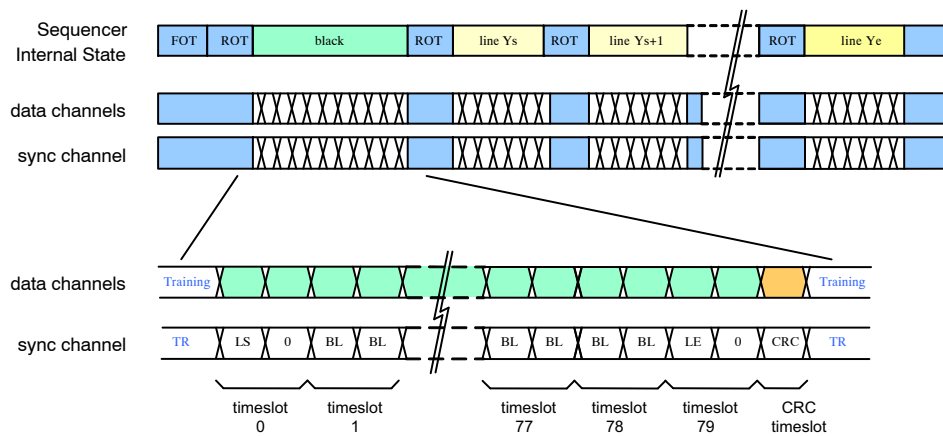 Sequencer
Internal State
FOT ROT black ROT line Ys ROT line Ys+1 ROT line Ye
data channels
sync channel
data channels
Training Training
sync channel
TR LS 0 BL BL BL BL BL BL LE 0 CRC TR
timeslot timeslot timeslot timeslot timeslot CRC
0 1 77 78 79 timeslot